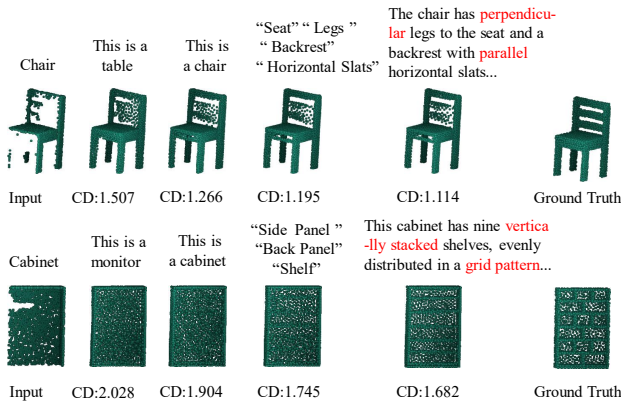 Chair
This is a
table
This is
a chair
“Seat” “ Legs ”
“ Backrest”
“ Horizontal Slats”
The chair has perpendicu-
lar legs to the seat and a
backrest with parallel
horizontal slats...
Input
CD:1.507
CD:1.266
CD:1.195
CD:1.114
Ground Truth
Cabinet
This is a
monitor
This is
a cabinet
“Side Panel ”
“Back Panel”
“Shelf”
This cabinet has nine vertica
-lly stacked shelves, evenly
distributed in a grid pattern...
Input
CD:2.028
CD:1.904
CD:1.745
CD:1.682
Ground Truth